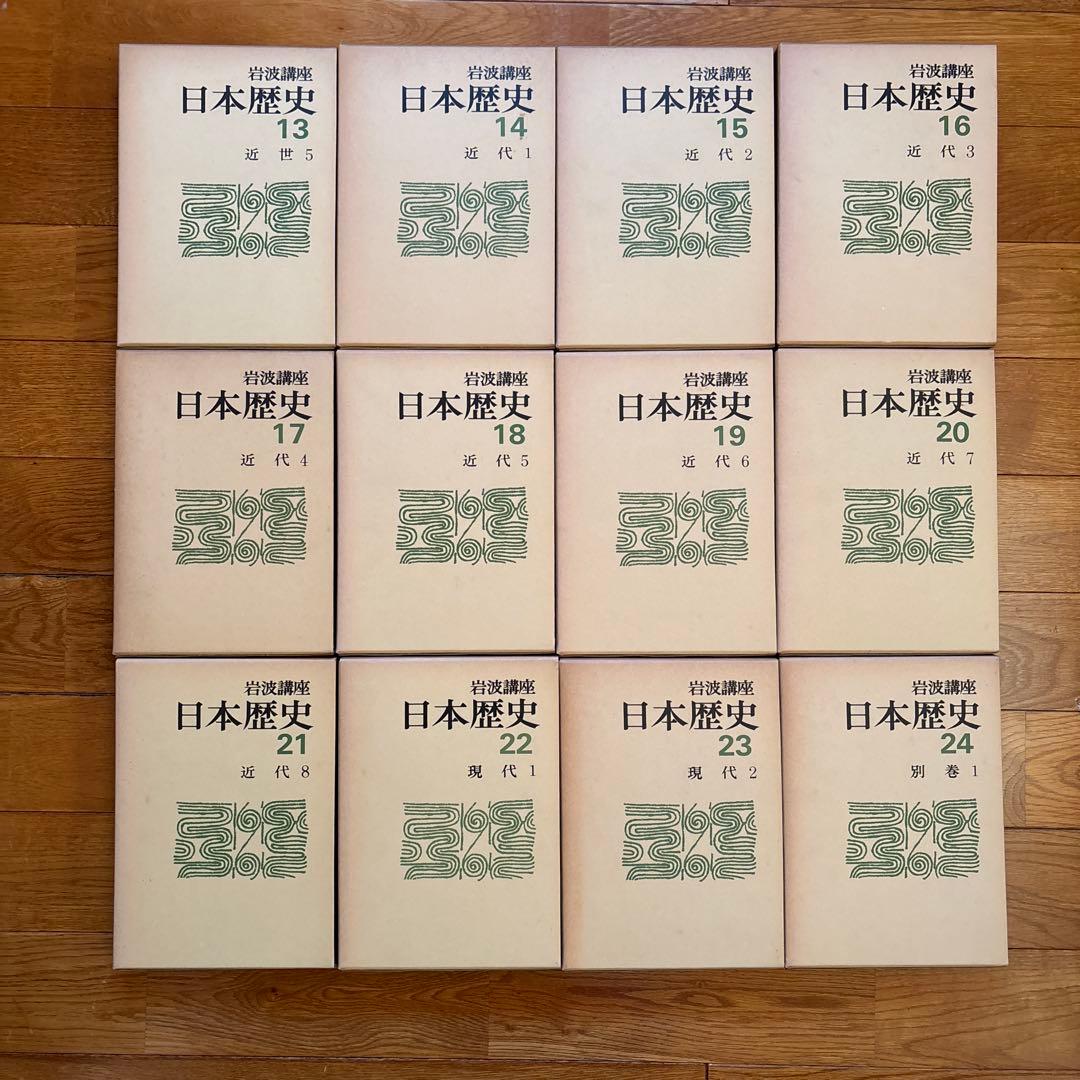 岩波講座
日本歴史
13
近世5
岩波講座
日本歴史
14
近代1
岩波講座
日本歴史
15
近代2
岩波講座
日本歴史
16
近代3
岩波講座
日本歴史
17
近代4
岩波講座
日本歴史
18
近代5
岩波講座
日本歴史
19
近代6
岩波講座
日本歴史
20
近代7
岩波講座
日本歴史
21
近代8
岩波講座
日本歴史
22
現代1
岩波講座
日本歴史
23
現代2
岩波講座
日本歴史
24
別巻1